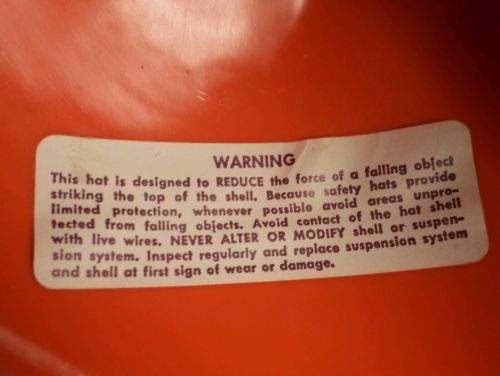 WARNING
This hat is designed to REDUCE the force of a falling object
striking the top of the shell. Because safety hats provide
limited protection, whenever possible avoid areas unpro-
tected from falling objects. Avoid contact of the hat shell
with live wires. NEVER ALTER OR MODIFY shell or suspen-
sion system. Inspect regularly and replace suspension system
and shell at first sign of wear or damage.